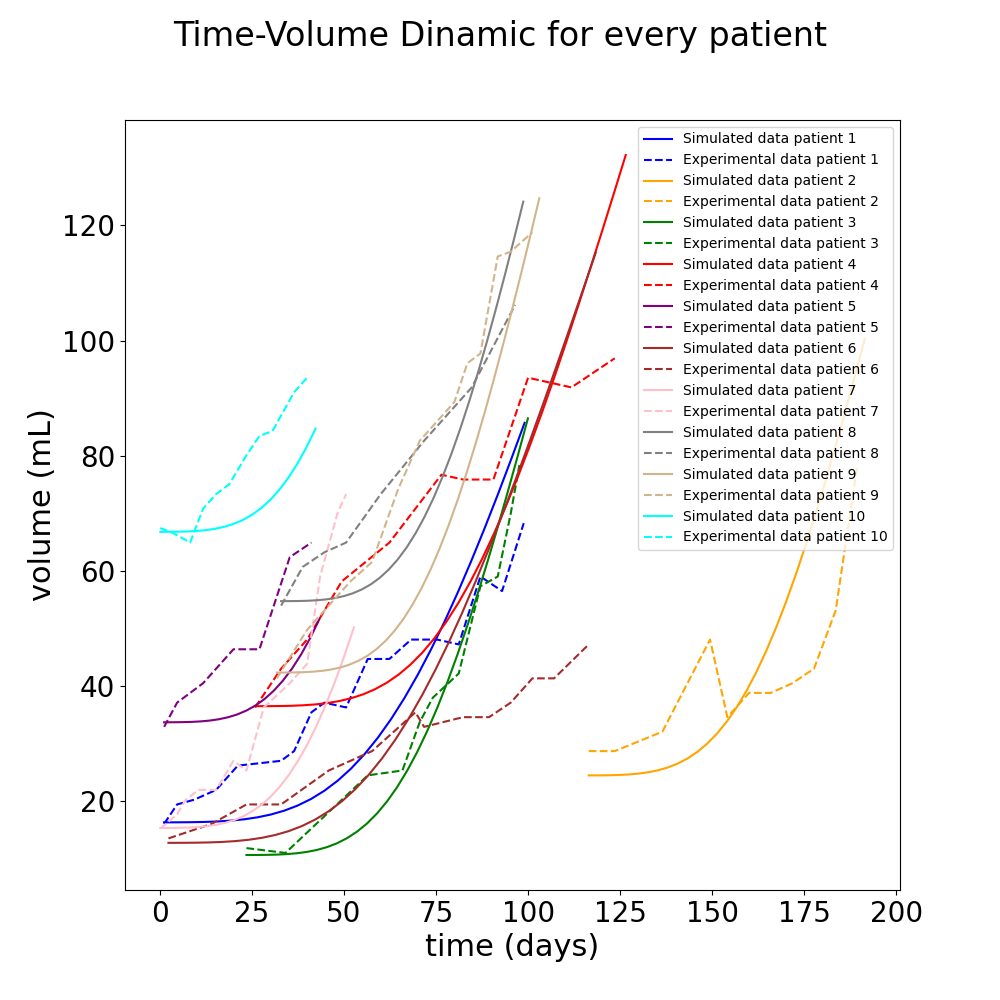 Time-Volume Dinamic for every patient
volume (mL)
120
100
80
60
40
20
Simulated data patient 1
Experimental data patient 1
Simulated data patient 2
Experimental data patient 2
Simulated data patient 3
Experimental data patient 3
Simulated data patient 4
Experimental data patient 4
Simulated data patient 5
Experimental data patient 5
Simulated data patient 6
Experimental data patient 6
Simulated data patient 7
Experimental data patient 7
Simulated data patient 8
Experimental data patient 8
Simulated data patient 9
Experimental data patient 9
Simulated data patient 10
Experimental data patient 10
0 25 50 75 100 125 150 175 200
time (days)